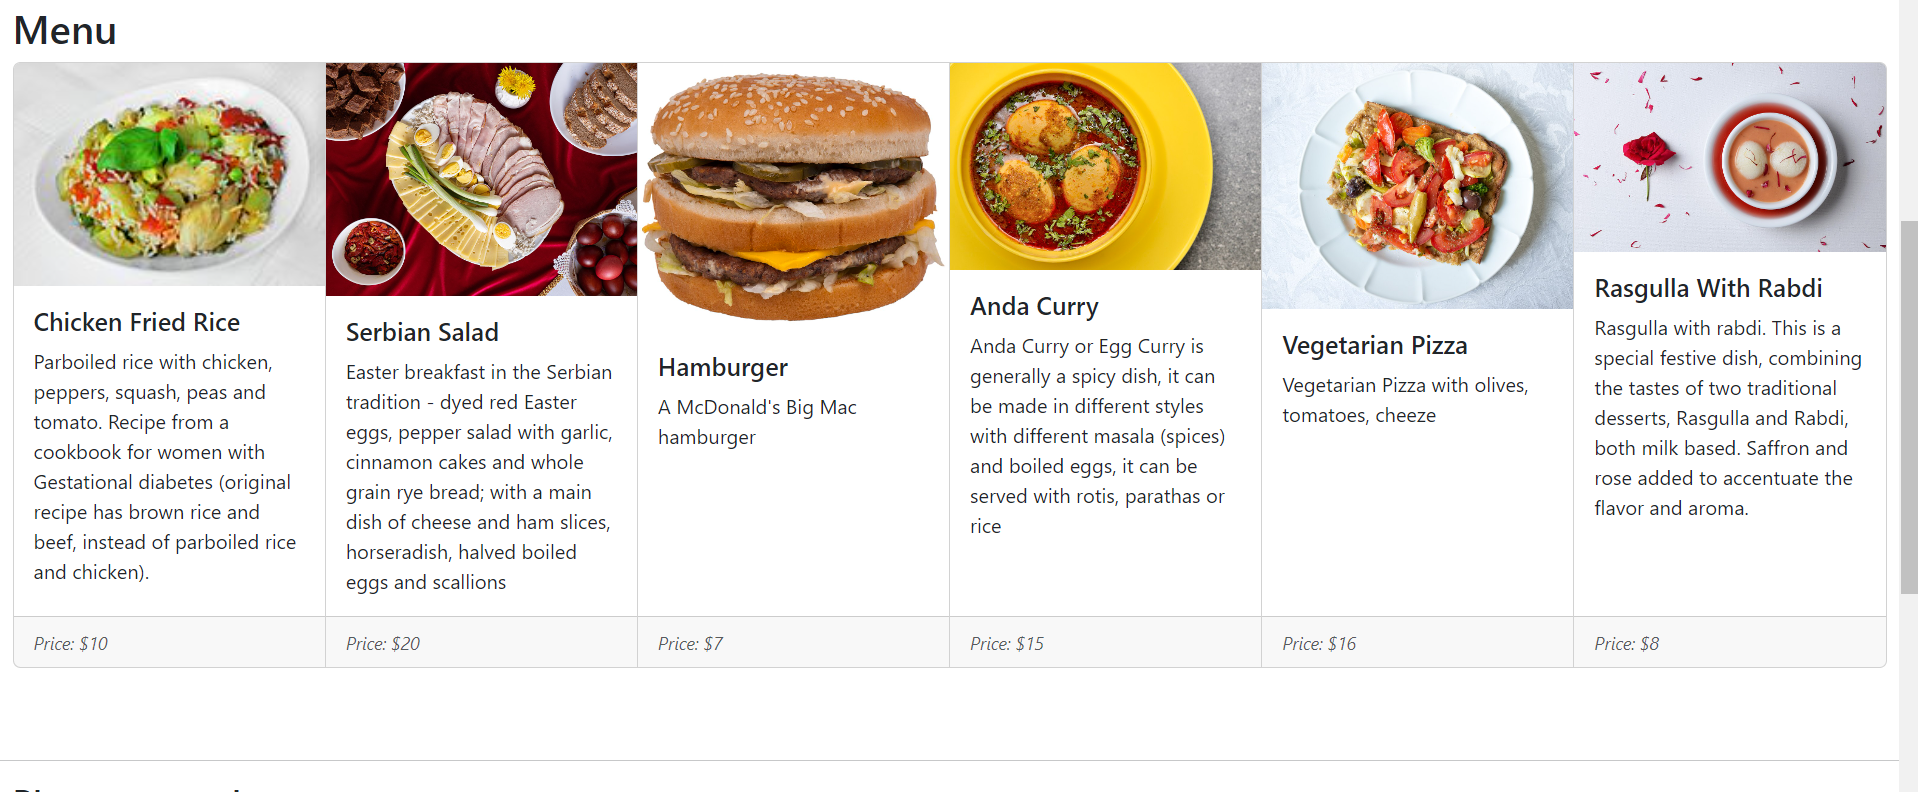 Menu
Chicken Fried Rice
Parboiled rice with chicken,
peppers, squash, peas and
tomato. Recipe from a
cookbook for women with
Gestational diabetes (original
recipe has brown rice and
beef, instead of parboiled rice
and chicken).
Price: $10
Serbian Salad
Easter breakfast in the Serbian
tradition - dyed red Easter
eggs, pepper salad with garlic,
cinnamon cakes and whole
grain rye bread; with a main
dish of cheese and ham slices,
horseradish, halved boiled
eggs and scallions
Price: $20
Hamburger
A McDonald's Big Mac
hamburger
Price: $7
Anda Curry
Anda Curry or Egg Curry is
generally a spicy dish, it can
be made in different styles
with different masala (spices)
and boiled eggs, it can be
served with rotis, parathas or
rice
Price: $15
Vegetarian Pizza
Vegetarian Pizza with olives,
tomatoes, cheeze
Price: $16
Rasgulla With Rabdi
Rasgulla with rabdi. This is a
special festive dish, combining
the tastes of two traditional
desserts, Rasgulla and Rabdi,
both milk based. Saffron and
rose added to accentuate the
flavor and aroma.
Price: $8